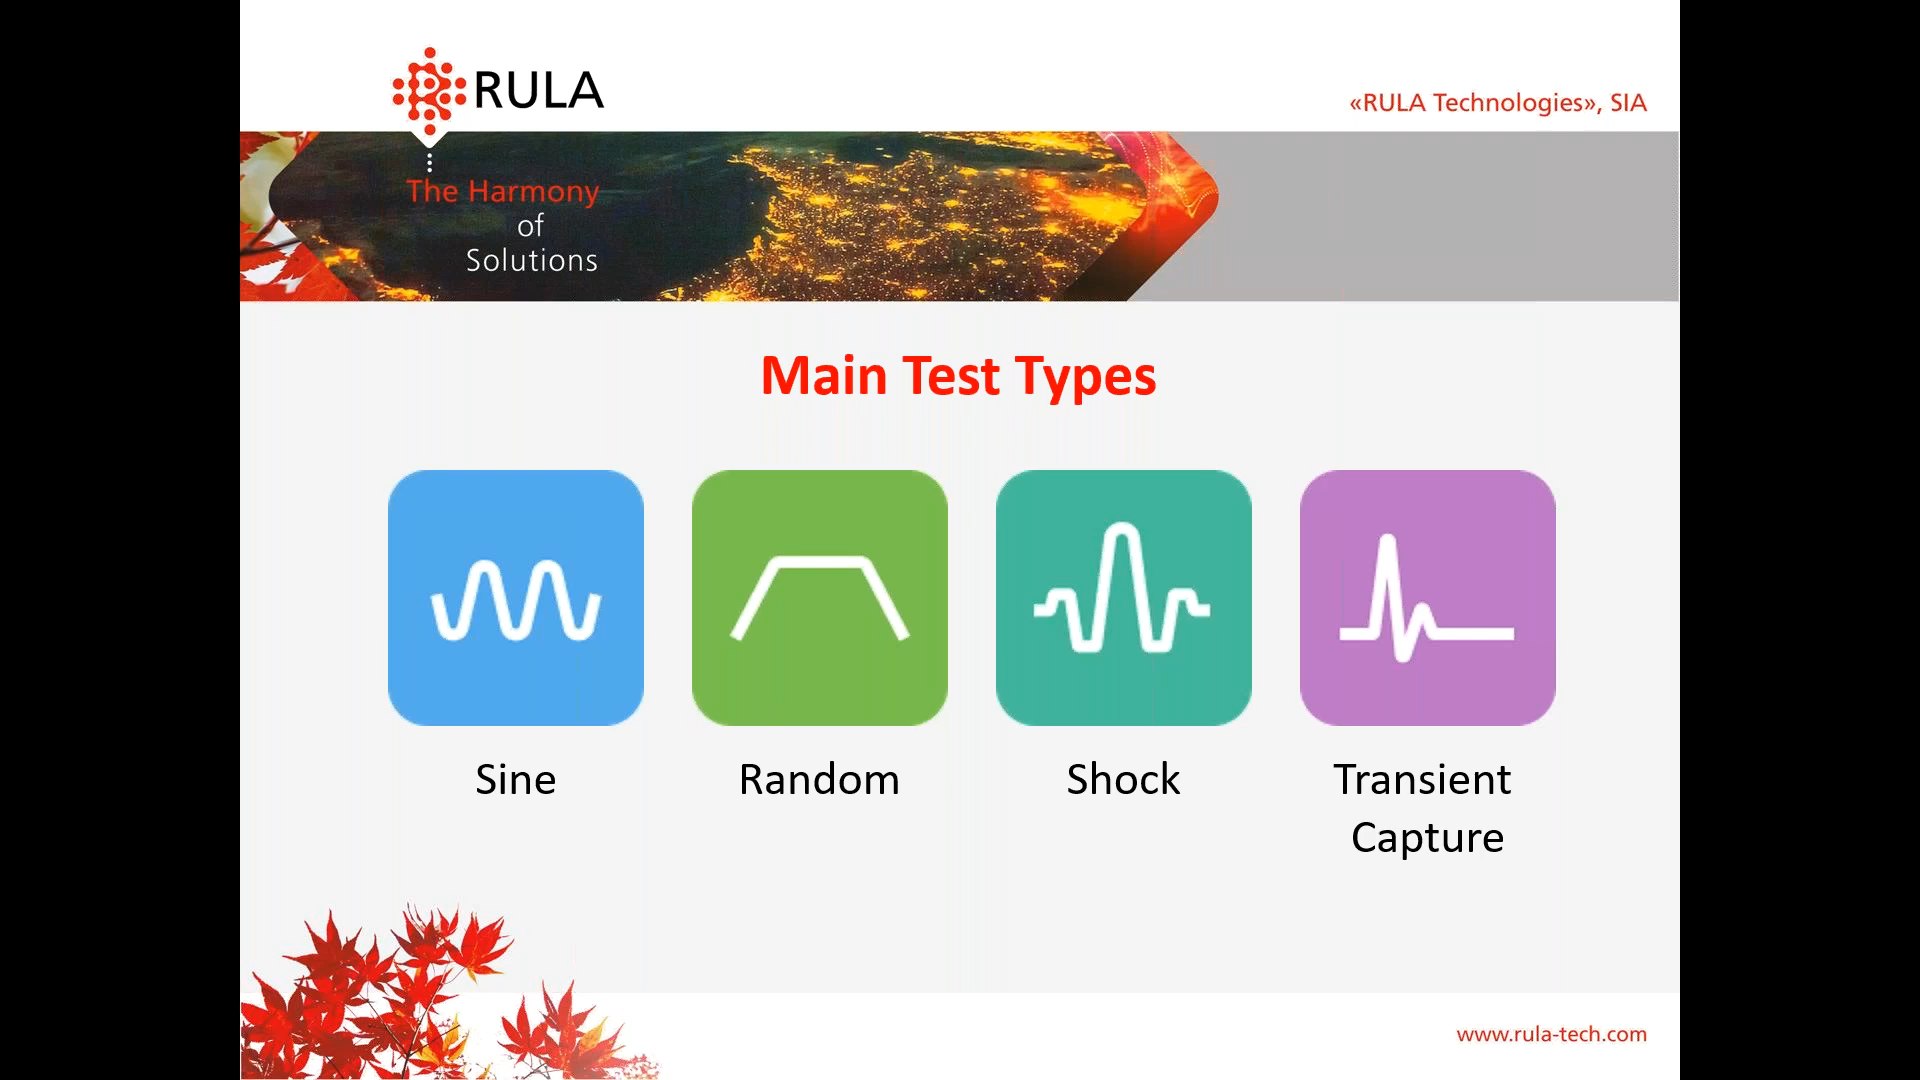 RULA
«RULA Technologies», SIA
The Harmony
of
Solutions
Main Test Types
Sine
Random
Shock
Transient
Capture
www.rula-tech.com